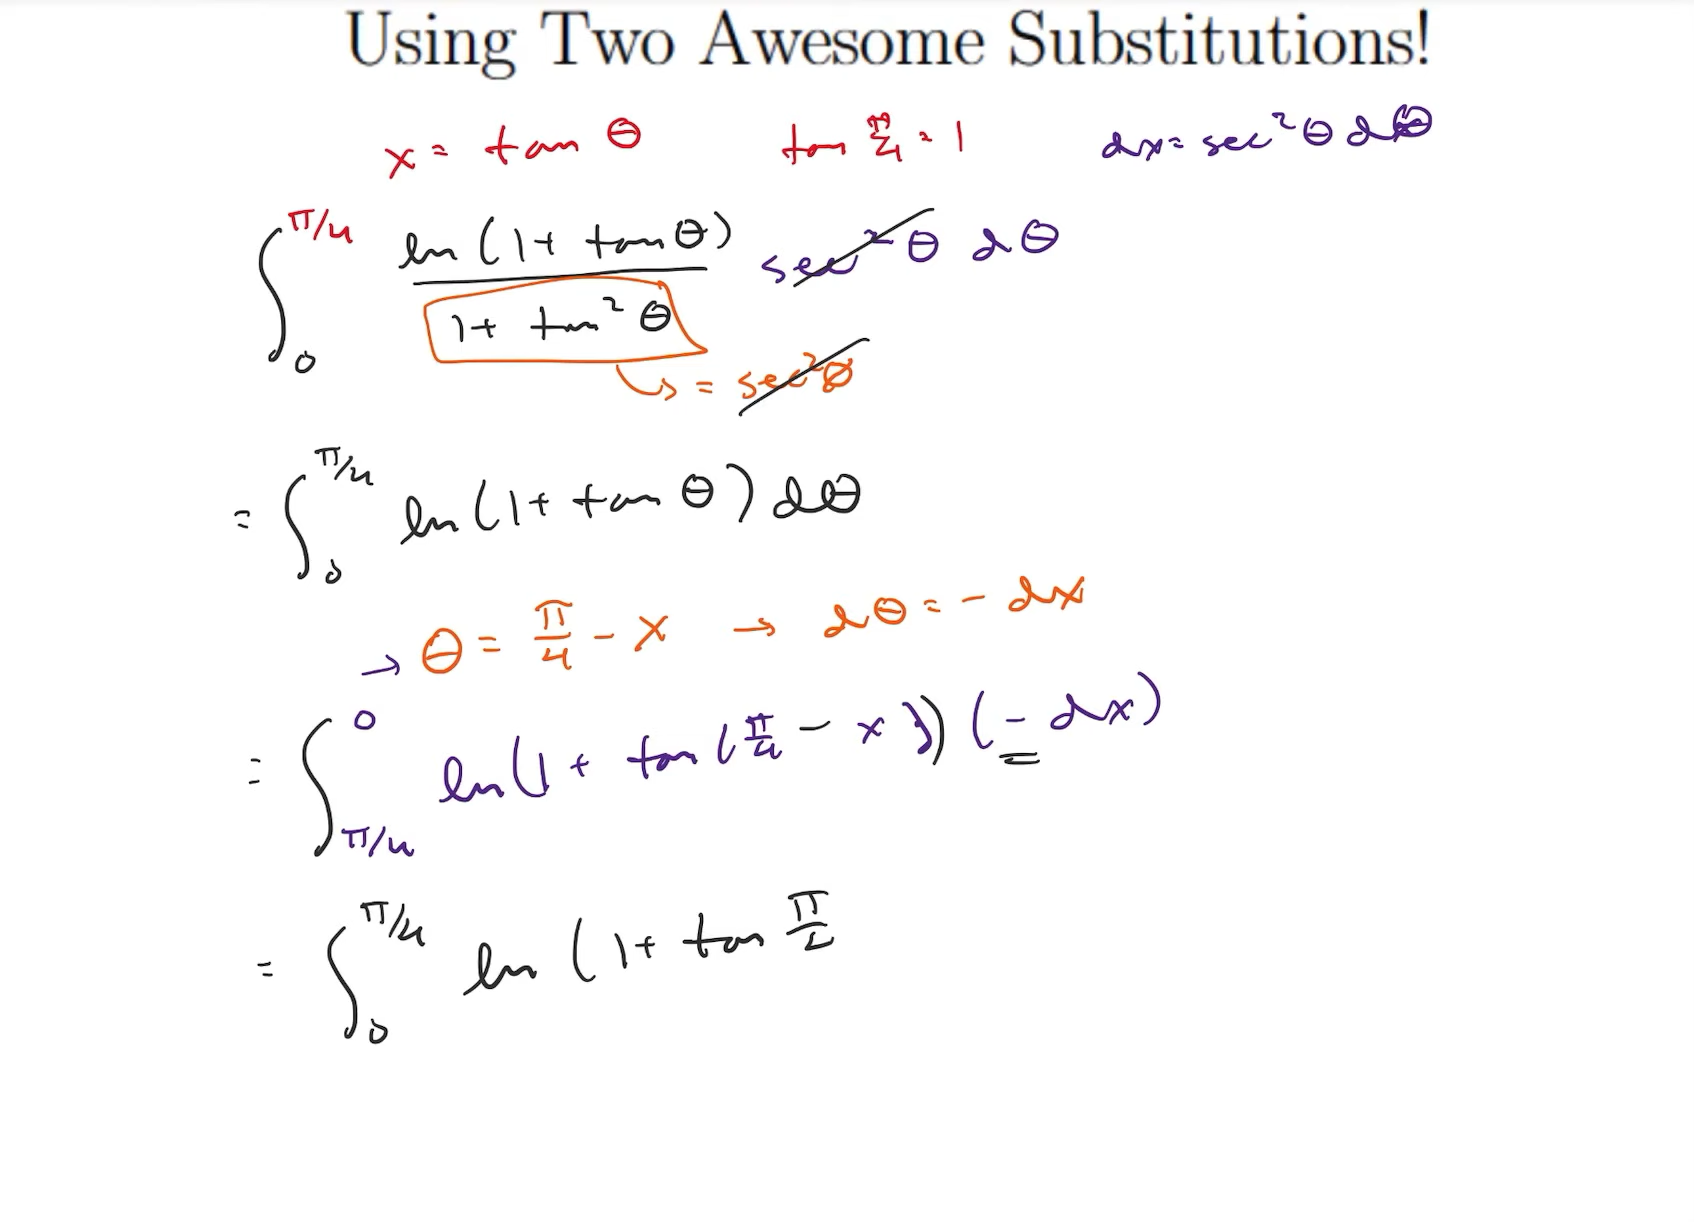 Using Two Awesome Substitutions!
x = tan θ    tan π/4 = 1    dx = sec²θ dθ
∫₀^{π/4} ln(1 + tan θ) / (1 + tan² θ) sec²θ dθ
↳ = sec²θ
= ∫₀^{π/4} ln(1 + tan θ) dθ
→ θ = π/4 − x → dθ = − dx
= ∫_{π/4}^{0} ln(1 + tan(π/4 − x)) (− dx)
= ∫₀^{π/4} ln (1 + tan π/